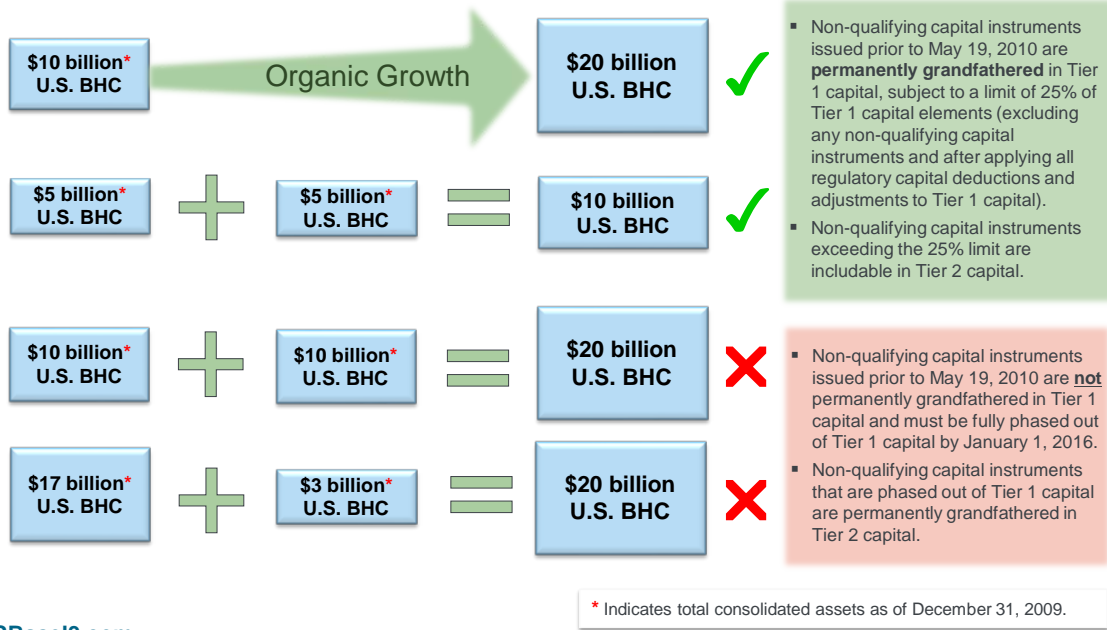 $10 billion*
U.S. BHC
Organic Growth
$20 billion
U.S. BHC
▪ Non-qualifying capital instruments
issued prior to May 19, 2010 are
permanently grandfathered in Tier
1 capital, subject to a limit of 25% of
Tier 1 capital elements (excluding
any non-qualifying capital
instruments and after applying all
regulatory capital deductions and
adjustments to Tier 1 capital).
▪ Non-qualifying capital instruments
exceeding the 25% limit are
includable in Tier 2 capital.
$5 billion*
U.S. BHC
$5 billion*
U.S. BHC
$10 billion
U.S. BHC
$10 billion*
U.S. BHC
$10 billion*
U.S. BHC
$20 billion
U.S. BHC
▪ Non-qualifying capital instruments
issued prior to May 19, 2010 are not
permanently grandfathered in Tier 1
capital and must be fully phased out
of Tier 1 capital by January 1, 2016.
▪ Non-qualifying capital instruments
that are phased out of Tier 1 capital
are permanently grandfathered in
Tier 2 capital.
$17 billion*
U.S. BHC
$3 billion*
U.S. BHC
$20 billion
U.S. BHC
* Indicates total consolidated assets as of December 31, 2009.